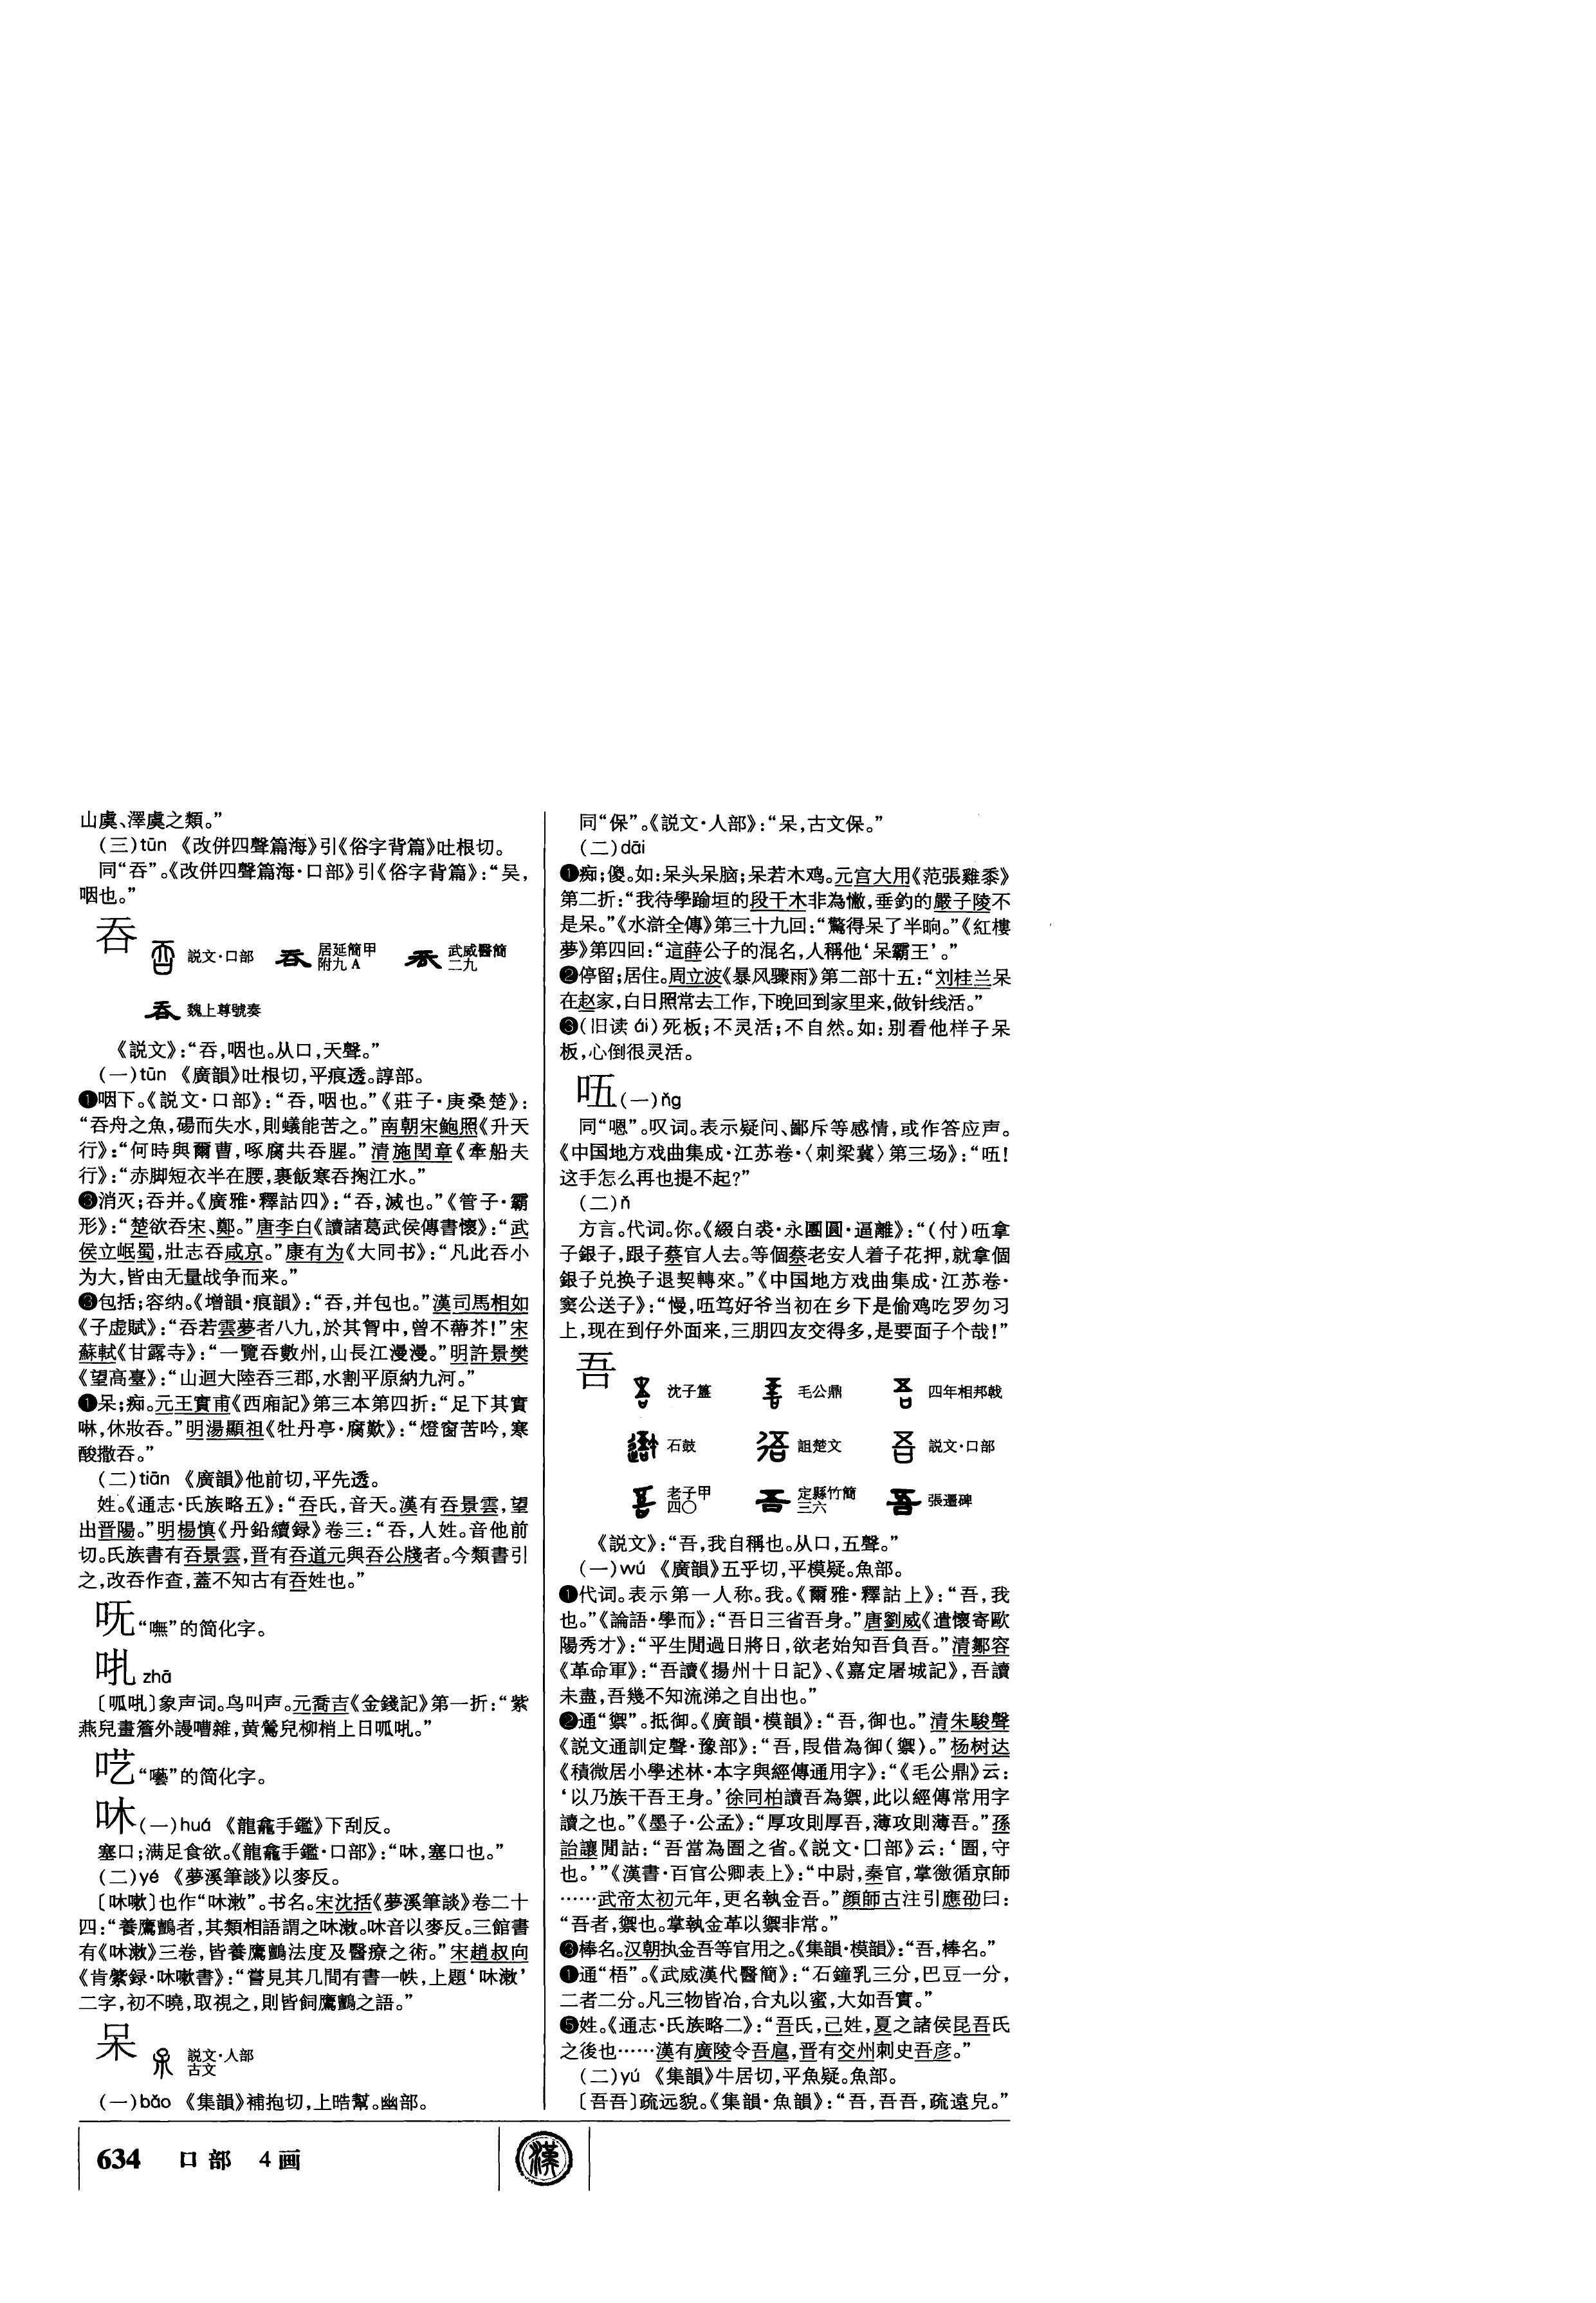 山虞、澤虞之類。”
(三)tūn 《改併四聲篇海》引《俗字背篇》吐根切。
同“吞”。《改併四聲篇海·口部》引《俗字背篇》：“吴，
咽也。”
吞 説文·口部 居延簡甲附九A 武威醫簡二九
魏上尊號奏
《説文》：“吞，咽也。从口，天聲。”
(一)tūn 《廣韻》吐根切，平痕透。諄部。
❶咽下。《説文·口部》：“吞，咽也。”《莊子·庚桑楚》：
“吞舟之魚，碭而失水，則蟻能苦之。”南朝宋鮑照《升天
行》：“何時與爾曹，啄腐共吞腥。”清施閏章《牽船夫
行》：“赤脚短衣半在腰，裹飯寒吞掬江水。”
❸消灭；吞并。《廣雅·釋詁四》：“吞，滅也。”《管子·霸
形》：“楚欲吞宋、鄭。”唐李白《讀諸葛武侯傳書懷》：“武
侯立岷蜀，壯志吞咸京。”康有为《大同书》：“凡此吞小
为大，皆由无量战争而来。”
❸包括；容纳。《增韻·痕韻》：“吞，并包也。”漢司馬相如
《子虚賦》：“吞若雲夢者八九，於其胷中，曾不蔕芥！”宋
蘇軾《甘露寺》：“一覽吞數州，山長江漫漫。”明許景樊
《望高臺》：“山迴大陸吞三郡，水割平原納九河。”
❶呆；痴。元王實甫《西廂記》第三本第四折：“足下其實
啉，休妝吞。”明湯顯祖《牡丹亭·腐歎》：“燈窗苦吟，寒
酸撒吞。”
(二)tiān 《廣韻》他前切，平先透。
姓。《通志·氏族略五》：“吞氏，音天。漢有吞景雲，望
出晋陽。”明楊慎《丹鉛續録》卷三：“吞，人姓。音他前
切。氏族書有吞景雲，晋有吞道元與吞公牋者。今類書引
之，改吞作查，蓋不知古有吞姓也。”
呒“嘸”的简化字。
吼 zhā
〔呱吼〕象声词。鸟叫声。元喬吉《金錢記》第一折：“紫
燕兒畫簷外謾嘈雜，黄鶯兒柳梢上日呱吼。”
呓“囈”的简化字。
咊(一)huá 《龍龕手鑑》下刮反。
塞口；满足食欲。《龍龕手鑑·口部》：“咊，塞口也。”
(二)yé 《夢溪筆談》以麥反。
〔咊嗽〕也作“咊漱”。书名。宋沈括《夢溪筆談》卷二十
四：“養鷹鸇者，其類相語謂之咊漱。咊音以麥反。三館書
有《咊漱》三卷，皆養鷹鸇法度及醫療之術。”宋趙叔向
《肯綮録·咊嗽書》：“嘗見其几間有書一帙，上題‘咊漱’
二字，初不曉，取視之，則皆飼鷹鸇之語。”
呆 説文·人部古文
(一)bǎo 《集韻》補抱切，上晧幫。幽部。
同“保”。《説文·人部》：“呆，古文保。”
(二)dāi
❶痴；傻。如：呆头呆脑；呆若木鸡。元宫大用《范張雞黍》
第二折：“我待學踰垣的段干木非為懒，垂釣的嚴子陵不
是呆。”《水滸全傳》第三十九回：“驚得呆了半晌。”《紅樓
夢》第四回：“這薛公子的混名，人稱他‘呆霸王’。”
❷停留；居住。周立波《暴风骤雨》第二部十五：“刘桂兰呆
在赵家，白日照常去工作，下晚回到家里来，做针线活。”
❸(旧读 ái)死板；不灵活；不自然。如：别看他样子呆
板，心倒很灵活。
㕶(一)ňg
同“嗯”。叹词。表示疑问、鄙斥等感情，或作答应声。
《中国地方戏曲集成·江苏卷·〈刺梁冀〉第三场》：“㕶！
这手怎么再也提不起？”
(二)ň
方言。代词。你。《綴白裘·永團圓·逼離》：“(付)㕶拿
子銀子，跟子蔡官人去。等個蔡老安人着子花押，就拿個
銀子兑换子退契轉來。”《中国地方戏曲集成·江苏卷·
窦公送子》：“慢，㕶笃好爷当初在乡下是偷鸡吃罗勿习
上，现在到仔外面来，三朋四友交得多，是要面子个哉！”
吾 沈子簋 毛公鼎 四年相邦戟
石鼓 詛楚文 説文·口部
老子甲四〇 定縣竹簡三六 張遷碑
《説文》：“吾，我自稱也。从口，五聲。”
(一)wú 《廣韻》五乎切，平模疑。魚部。
❶代词。表示第一人称。我。《爾雅·釋詁上》：“吾，我
也。”《論語·學而》：“吾日三省吾身。”唐劉威《遣懷寄歐
陽秀才》：“平生聞過日將日，欲老始知吾負吾。”清鄒容
《革命軍》：“吾讀《揚州十日記》、《嘉定屠城記》，吾讀
未盡，吾幾不知流涕之自出也。”
❷通“禦”。抵御。《廣韻·模韻》：“吾，御也。”清朱駿聲
《説文通訓定聲·豫部》：“吾，叚借為御(禦)。”杨树达
《積微居小學述林·本字與經傳通用字》：“《毛公鼎》云：
‘以乃族干吾王身。’徐同柏讀吾為禦，此以經傳常用字
讀之也。”《墨子·公孟》：“厚攻則厚吾，薄攻則薄吾。”孫
詒讓閒詁：“吾當為圄之省。《説文·囗部》云：‘圄，守
也。’”《漢書·百官公卿表上》：“中尉，秦官，掌徼循京師
……武帝太初元年，更名執金吾。”顔師古注引應劭曰：
“吾者，禦也。掌執金革以禦非常。”
❸棒名。汉朝执金吾等官用之。《集韻·模韻》：“吾，棒名。”
❶通“梧”。《武威漢代醫簡》：“石鐘乳三分，巴豆一分，
二者二分。凡三物皆冶，合丸以蜜，大如吾實。”
❺姓。《通志·氏族略二》：“吾氏，己姓，夏之諸侯昆吾氏
之後也……漢有廣陵令吾扈，晋有交州刺史吾彦。”
(二)yú 《集韻》牛居切，平魚疑。魚部。
〔吾吾〕疏远貌。《集韻·魚韻》：“吾，吾吾，疏遠皃。”
634 口部 4画
漢